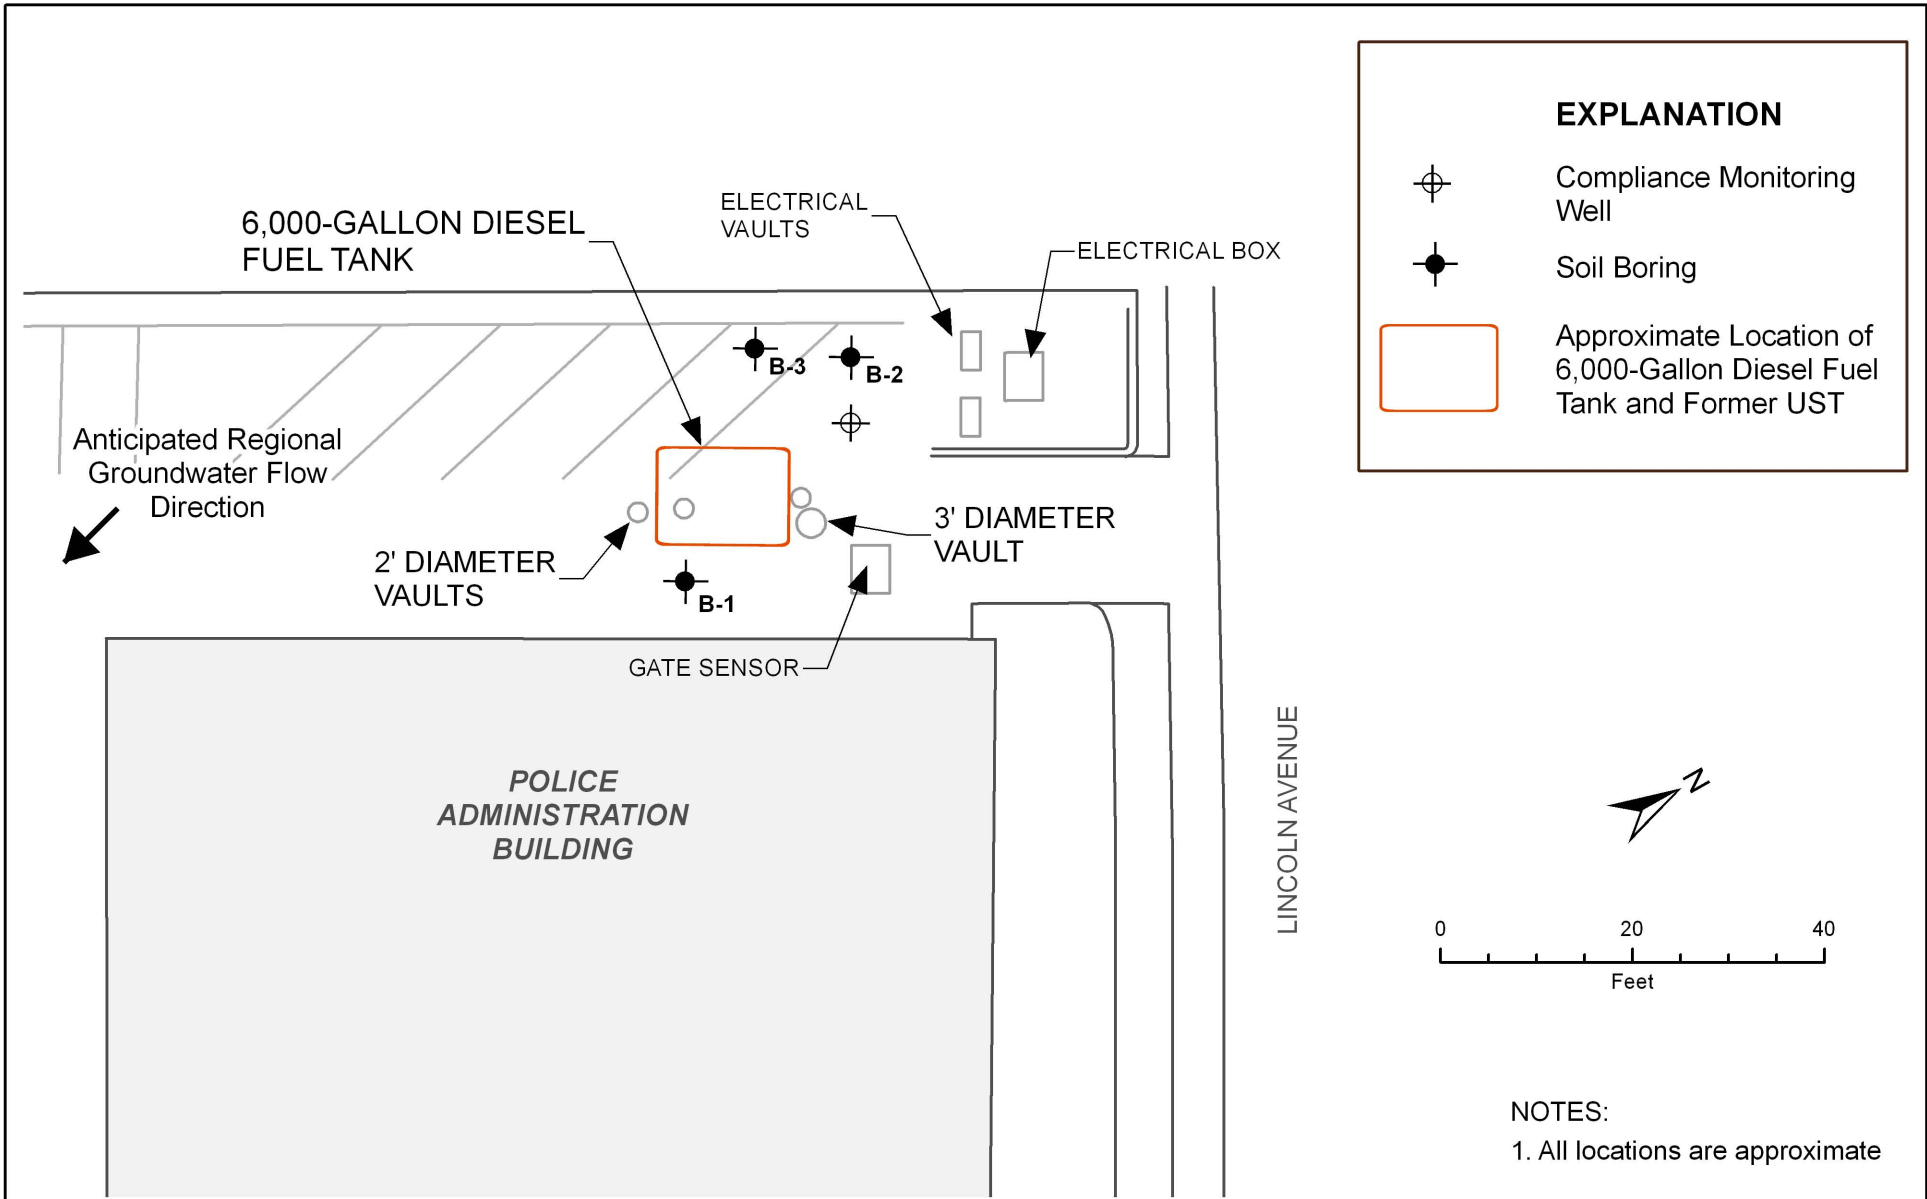 EXPLANATION
Compliance Monitoring
Well
Soil Boring
Approximate Location of
6,000-Gallon Diesel Fuel
Tank and Former UST
ELECTRICAL
VAULTS
6,000-GALLON DIESEL
FUEL TANK
ELECTRICAL BOX
B-3
B-2
Anticipated Regional
Groundwater Flow
Direction
3' DIAMETER
VAULT
2' DIAMETER
VAULTS
B-1
GATE SENSOR
POLICE
ADMINISTRATION
BUILDING
LINCOLN AVENUE
N
0 20 40
Feet
NOTES:
1. All locations are approximate